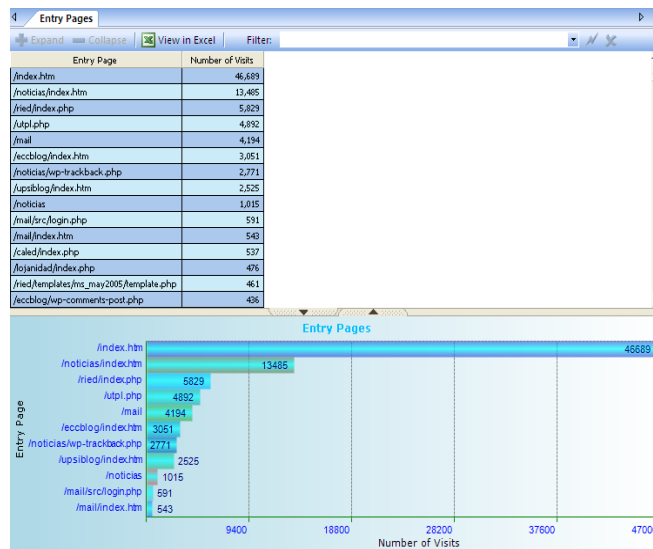 Entry Pages
Expand Collapse View in Excel Filter:
Entry Page Number of Visits
/index.htm 46,689
/noticias/index.htm 13,485
/ried/index.php 5,829
/utpl.php 4,892
/mail 4,194
/eccblog/index.htm 3,051
/noticias/wp-trackback.php 2,771
/upsiblog/index.htm 2,525
/noticias 1,015
/mail/src/login.php 591
/mail/index.htm 543
/caled/index.php 537
/lojanidad/index.php 476
/ried/templates/ms_may2005/template.php 461
/eccblog/wp-comments-post.php 436
Entry Pages
/index.htm 46689
/noticias/index.htm 13485
/ried/index.php 5829
/utpl.php 4892
/mail 4194
/eccblog/index.htm 3051
/noticias/wp-trackback.php 2771
/upsiblog/index.htm 2525
/noticias 1015
/mail/src/login.php 591
/mail/index.htm 543
Entry Page
9400 18800 28200 37600 4700
Number of Visits